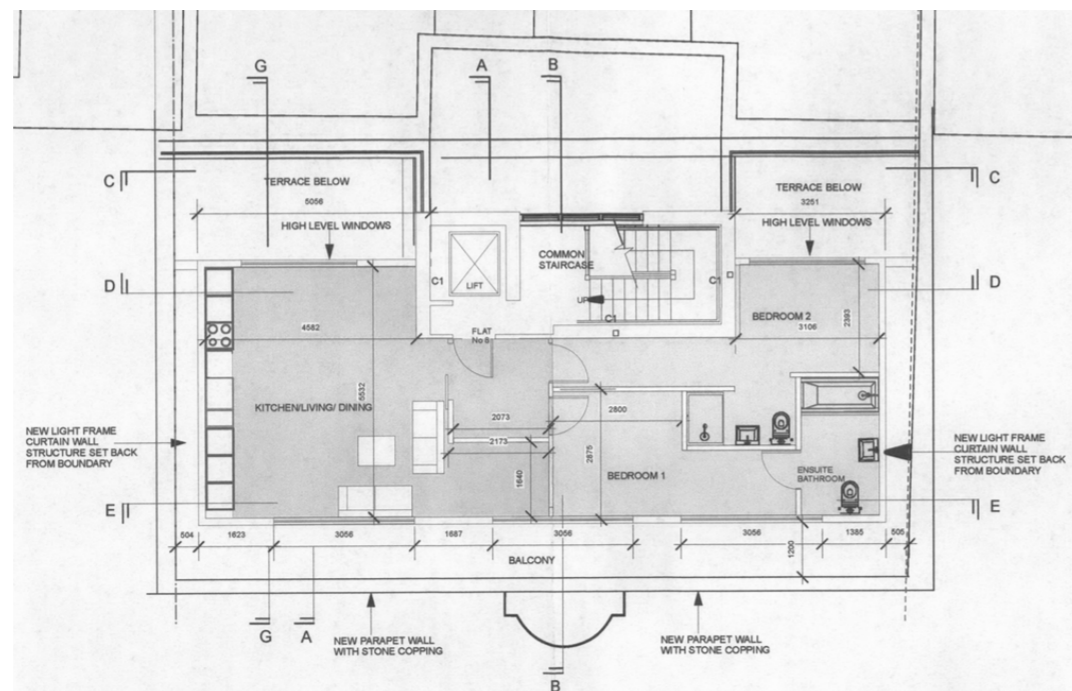 G
A
B
C
C
TERRACE BELOW
TERRACE BELOW
5056
3251
HIGH LEVEL WINDOWS
HIGH LEVEL WINDOWS
COMMON
STAIRCASE
LIFT
C1
C1
UP
C1
D
D
BEDROOM 2
4582
FLAT
No 8
3106
2393
5532
KITCHEN/LIVING/ DINING
2073
2173
1640
2800
2875
NEW LIGHT FRAME
CURTAIN WALL
STRUCTURE SET BACK
FROM BOUNDARY
NEW LIGHT FRAME
CURTAIN WALL
STRUCTURE SET BACK
FROM BOUNDARY
BEDROOM 1
ENSUITE
BATHROOM
E
E
504
1623
3056
1687
3056
3056
1385
505
1200
BALCONY
G
A
NEW PARAPET WALL
WITH STONE COPPING
NEW PARAPET WALL
WITH STONE COPPING
B